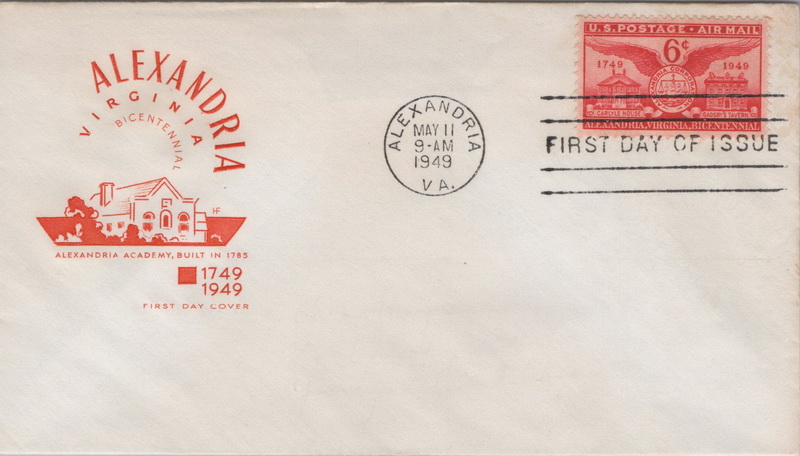 ALEXANDRIA
VIRGINIA
BICENTENNIAL
HF
ALEXANDRIA ACADEMY, BUILT IN 1785
1749
1949
FIRST DAY COVER
ALEXANDRIA
MAY 11
9-AM
1949
VA.
U.S. POSTAGE · AIR MAIL
6¢
1749 1949
CARLYLE HOUSE GADSBY'S TAVERN
ALEXANDRIA, VIRGINIA, BICENTENNIAL
FIRST DAY OF ISSUE